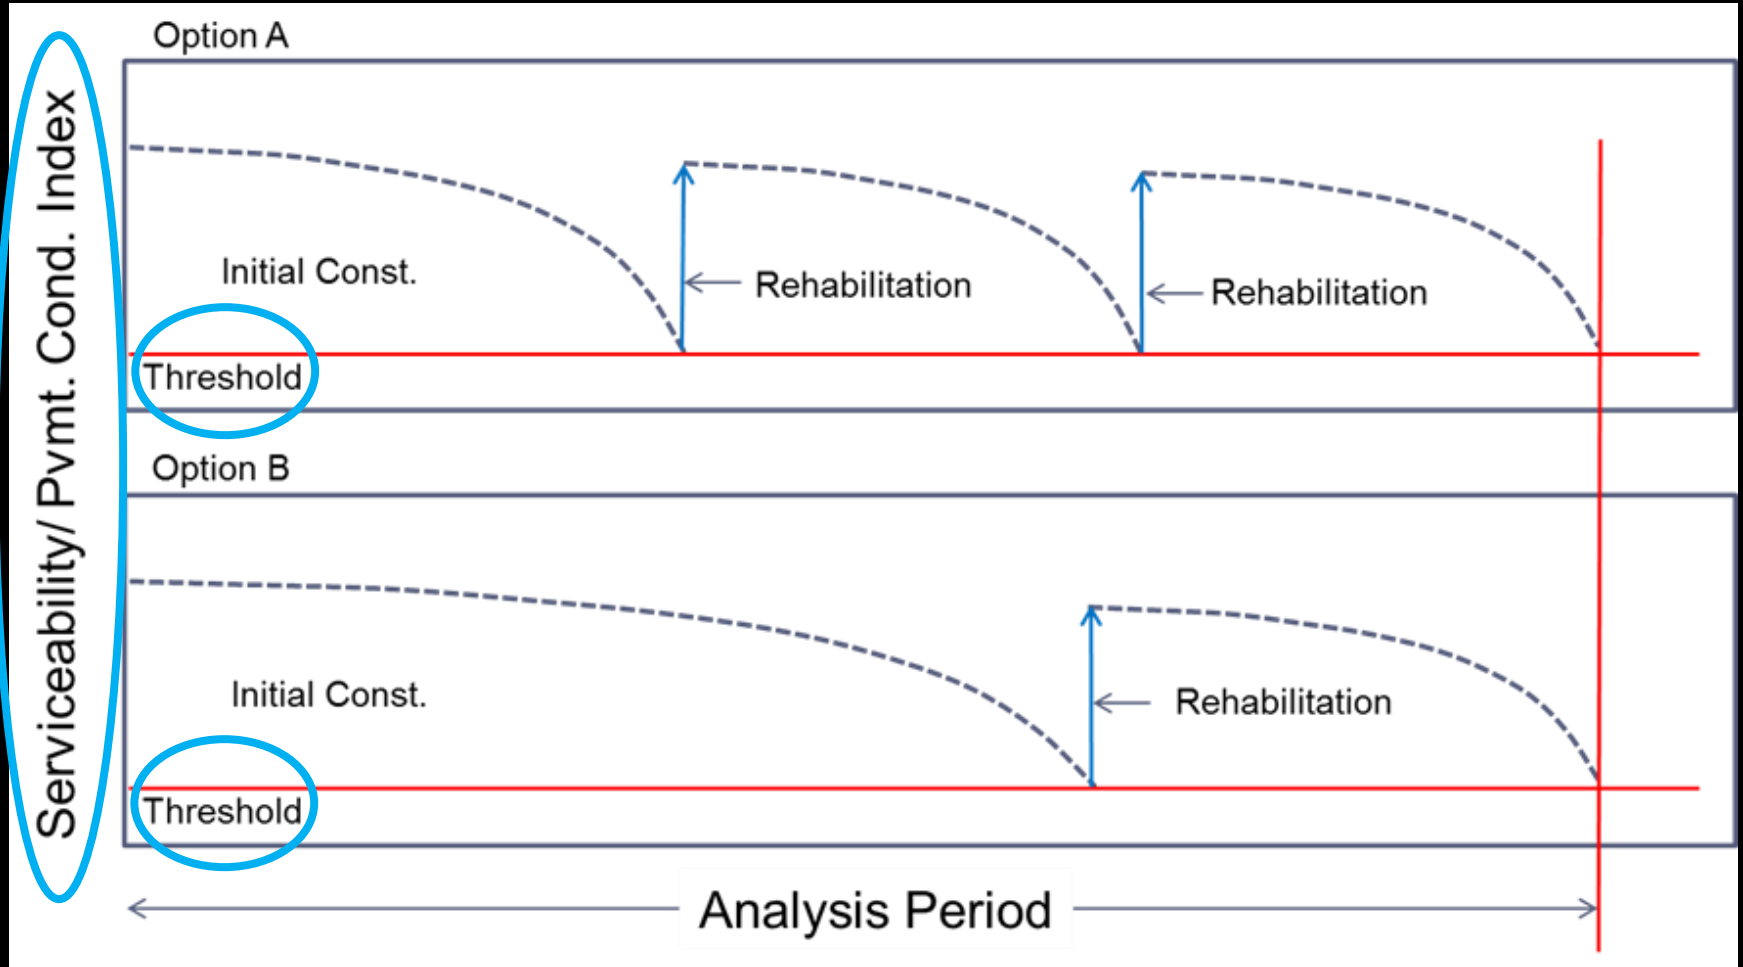 Serviceability/ Pvmt. Cond. Index
Option A
Initial Const.
Rehabilitation
Rehabilitation
Threshold
Option B
Initial Const.
Rehabilitation
Threshold
Analysis Period